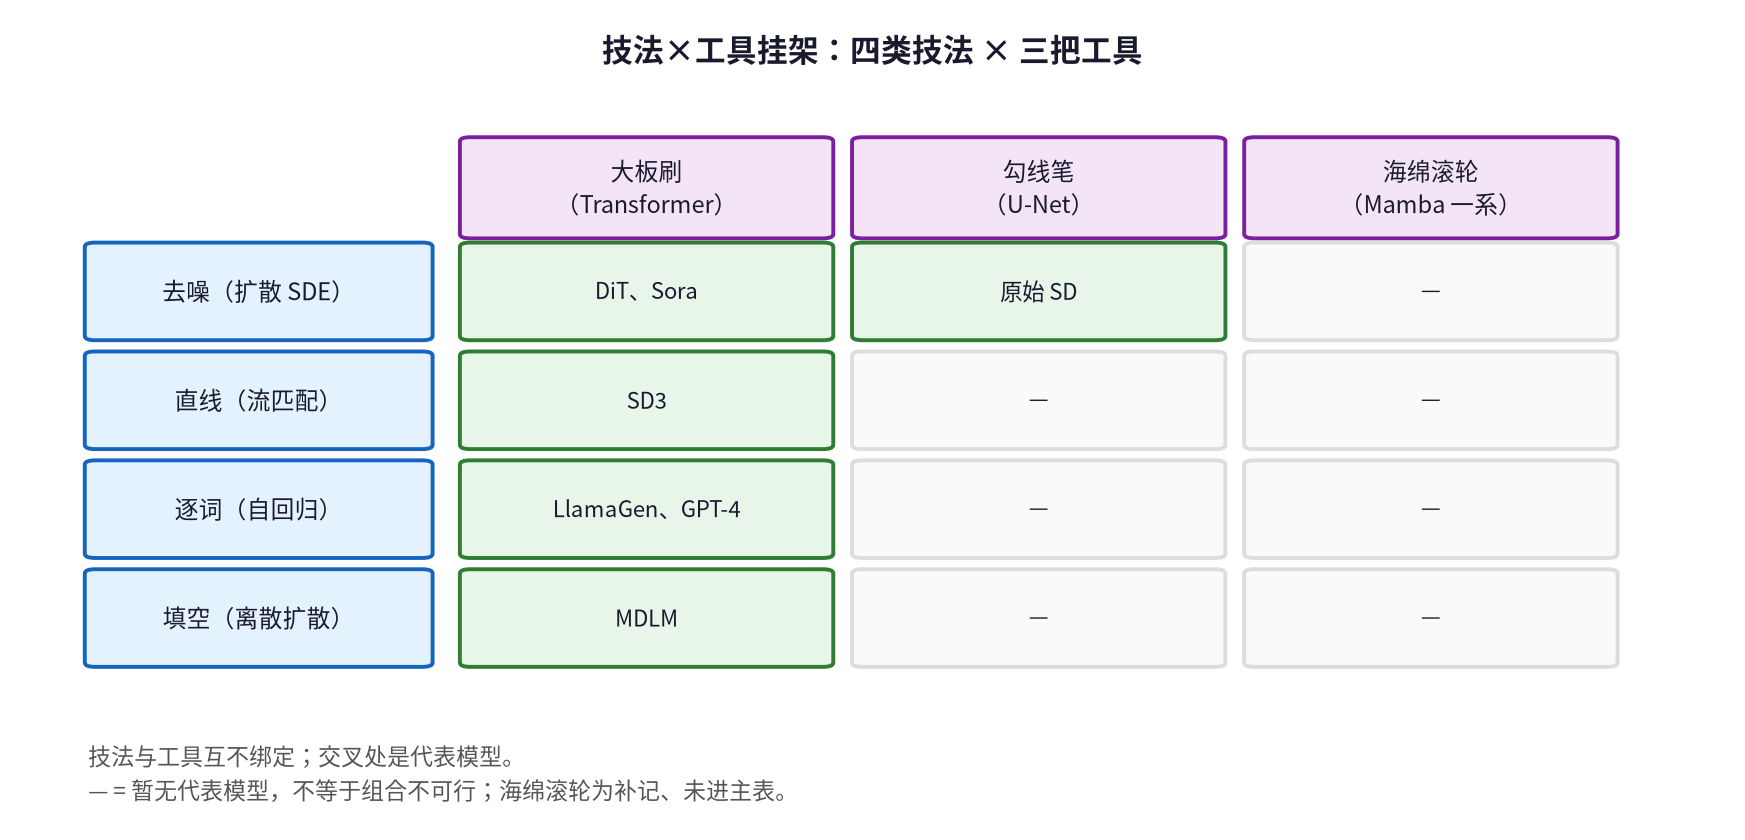 技法×工具挂架：四类技法 × 三把工具
大板刷
（Transformer）
勾线笔
（U-Net）
海绵滚轮
（Mamba 一系）
去噪（扩散 SDE）
DiT、Sora
原始 SD
—
直线（流匹配）
SD3
—
—
逐词（自回归）
LlamaGen、GPT-4
—
—
填空（离散扩散）
MDLM
—
—
技法与工具互不绑定；交叉处是代表模型。
— = 暂无代表模型，不等于组合不可行；海绵滚轮为补记、未进主表。